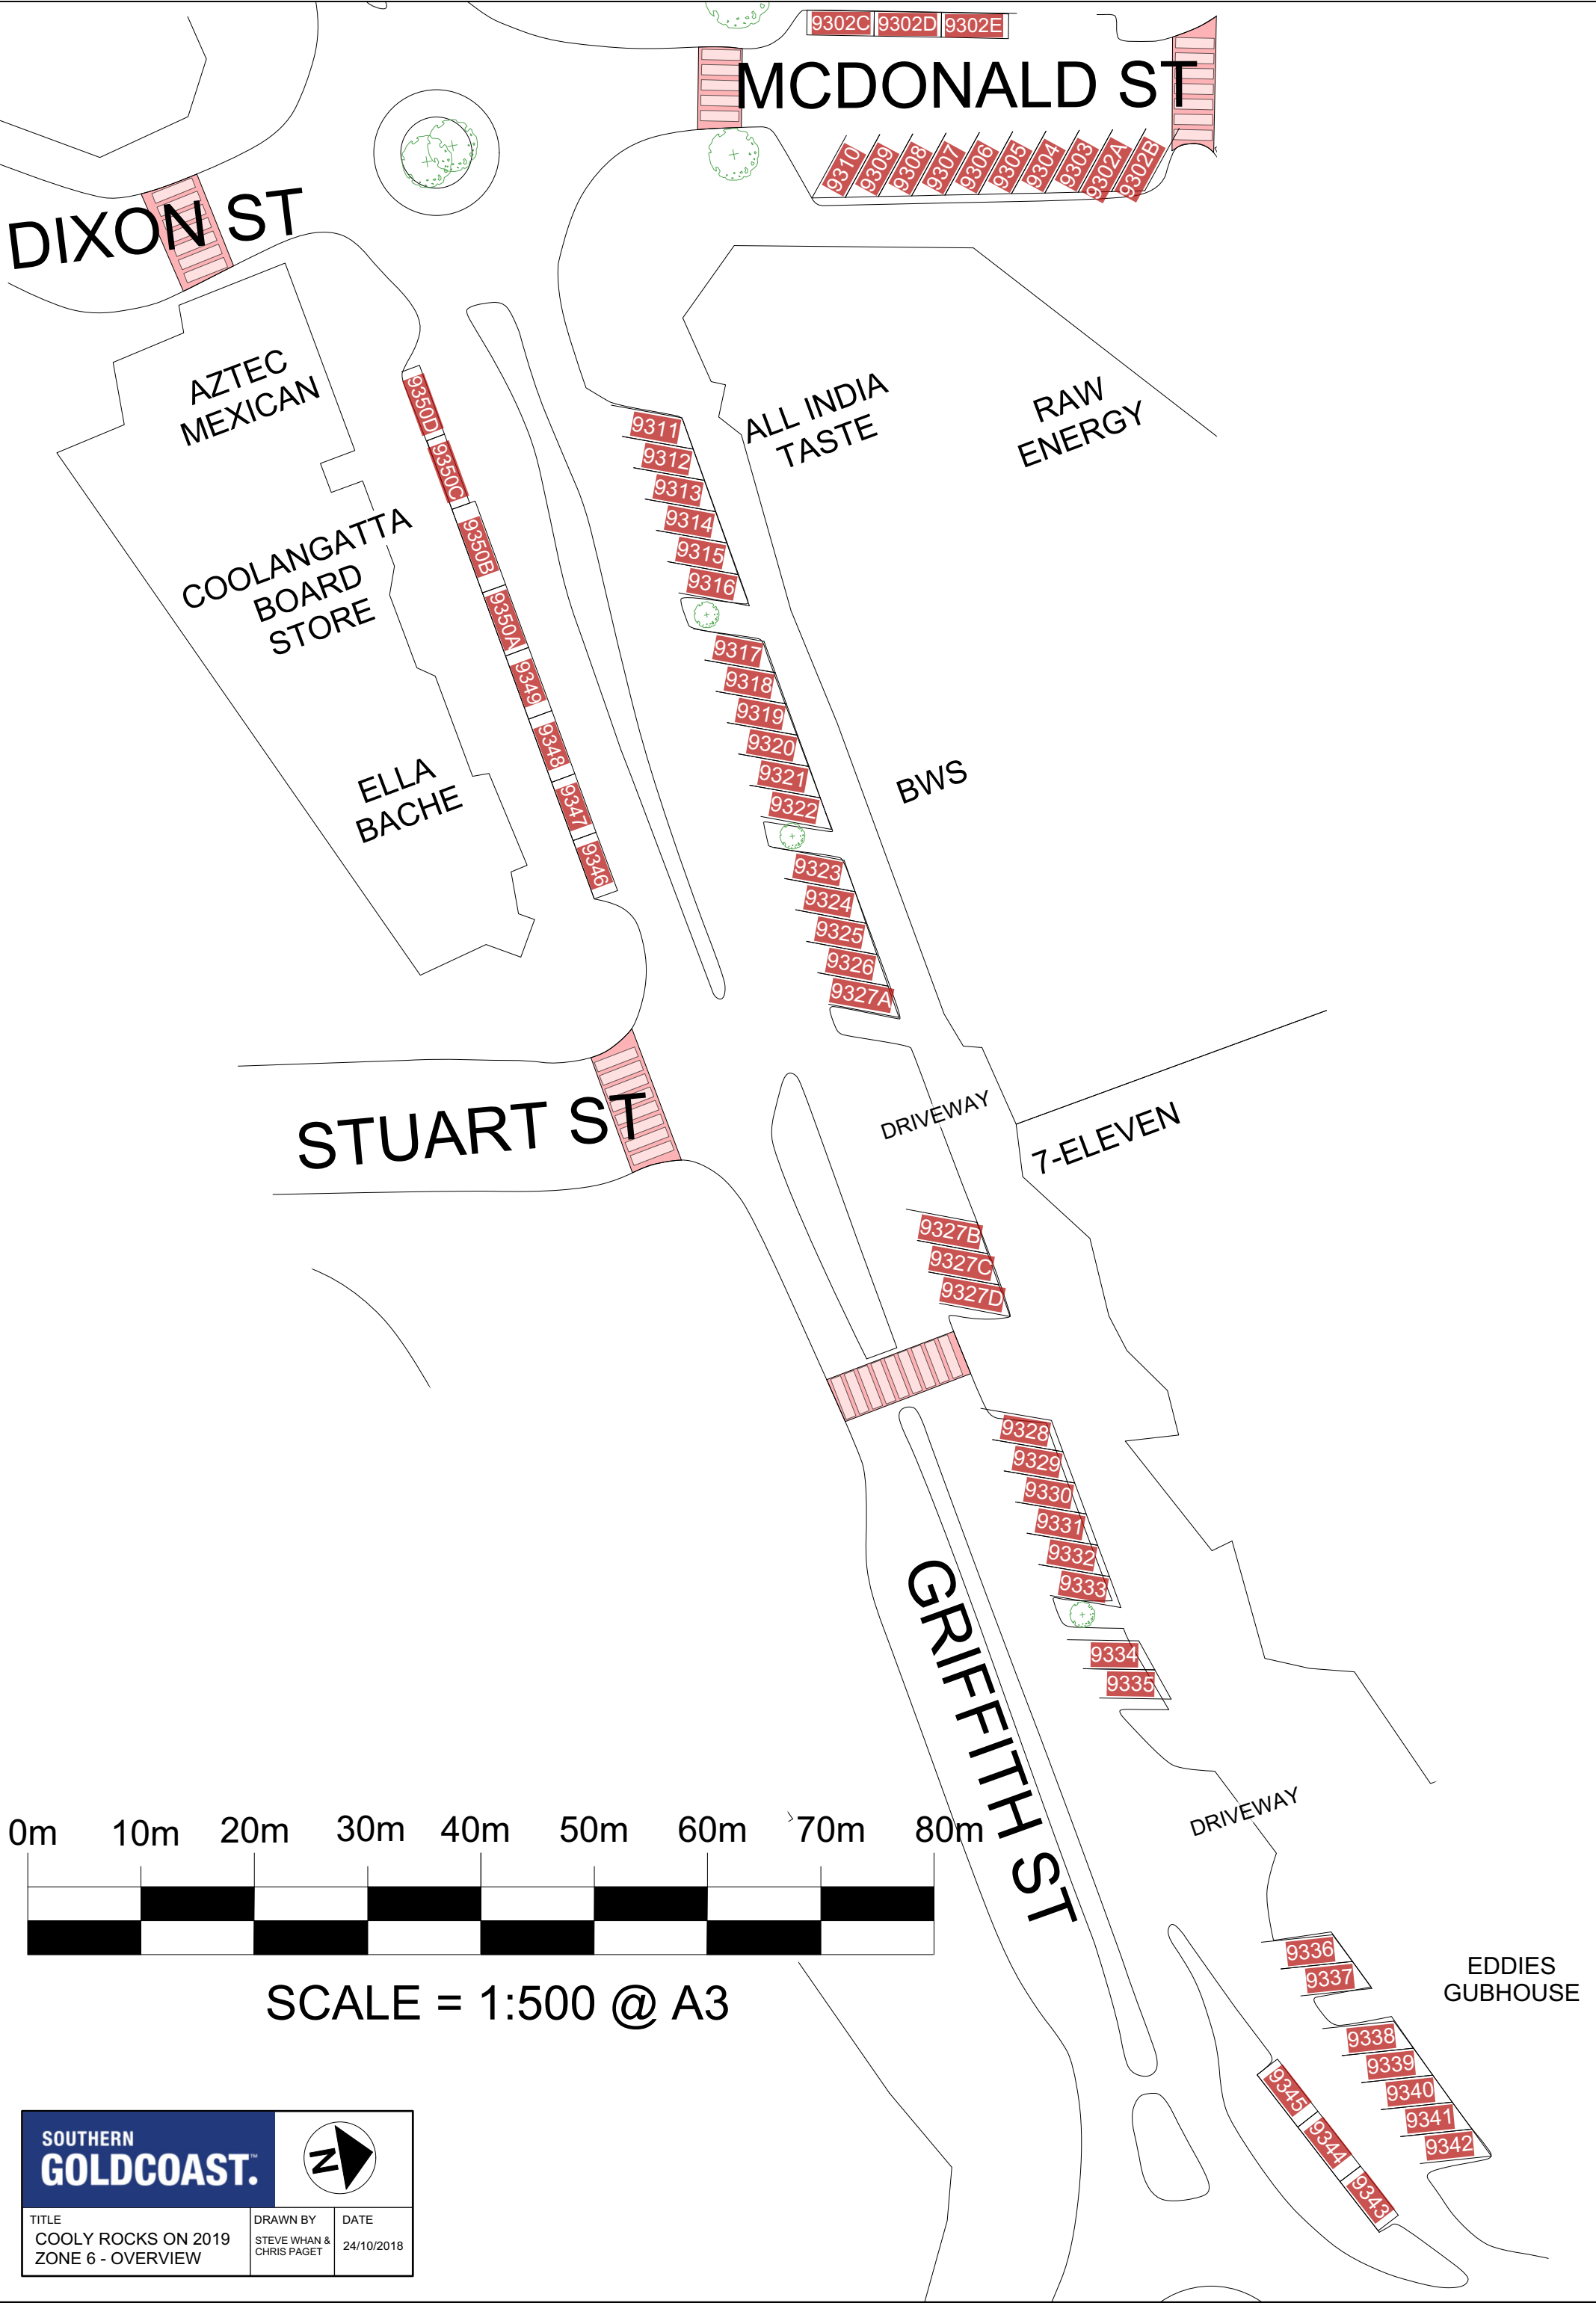 9302C 9302D 9302E
MCDONALD ST
9310 9309 9308 9307 9306 9305 9304 9303 9302A 9302B
DIXON ST
AZTEC
MEXICAN
ALL INDIA
TASTE
RAW
ENERGY
COOLANGATTA
BOARD
STORE
ELLA
BACHE
9350D
9350C
9350B
9350A
9349
9348
9347
9346
9311
9312
9313
9314
9315
9316
9317
9318
9319
9320
9321
9322
BWS
9323
9324
9325
9326
9327A
STUART ST
DRIVEWAY
7-ELEVEN
9327B
9327C
9327D
9328
9329
9330
9331
9332
9333
9334
9335
GRIFFITH ST
DRIVEWAY
0m 10m 20m 30m 40m 50m 60m 70m 80m
SCALE = 1:500 @ A3
9336
9337
EDDIES
GUBHOUSE
9338
9339
9340
9341
9342
9345
9344
9343
SOUTHERN
GOLDCOAST.™
N
TITLE
COOLY ROCKS ON 2019
ZONE 6 - OVERVIEW
DRAWN BY
STEVE WHAN &
CHRIS PAGET
DATE
24/10/2018